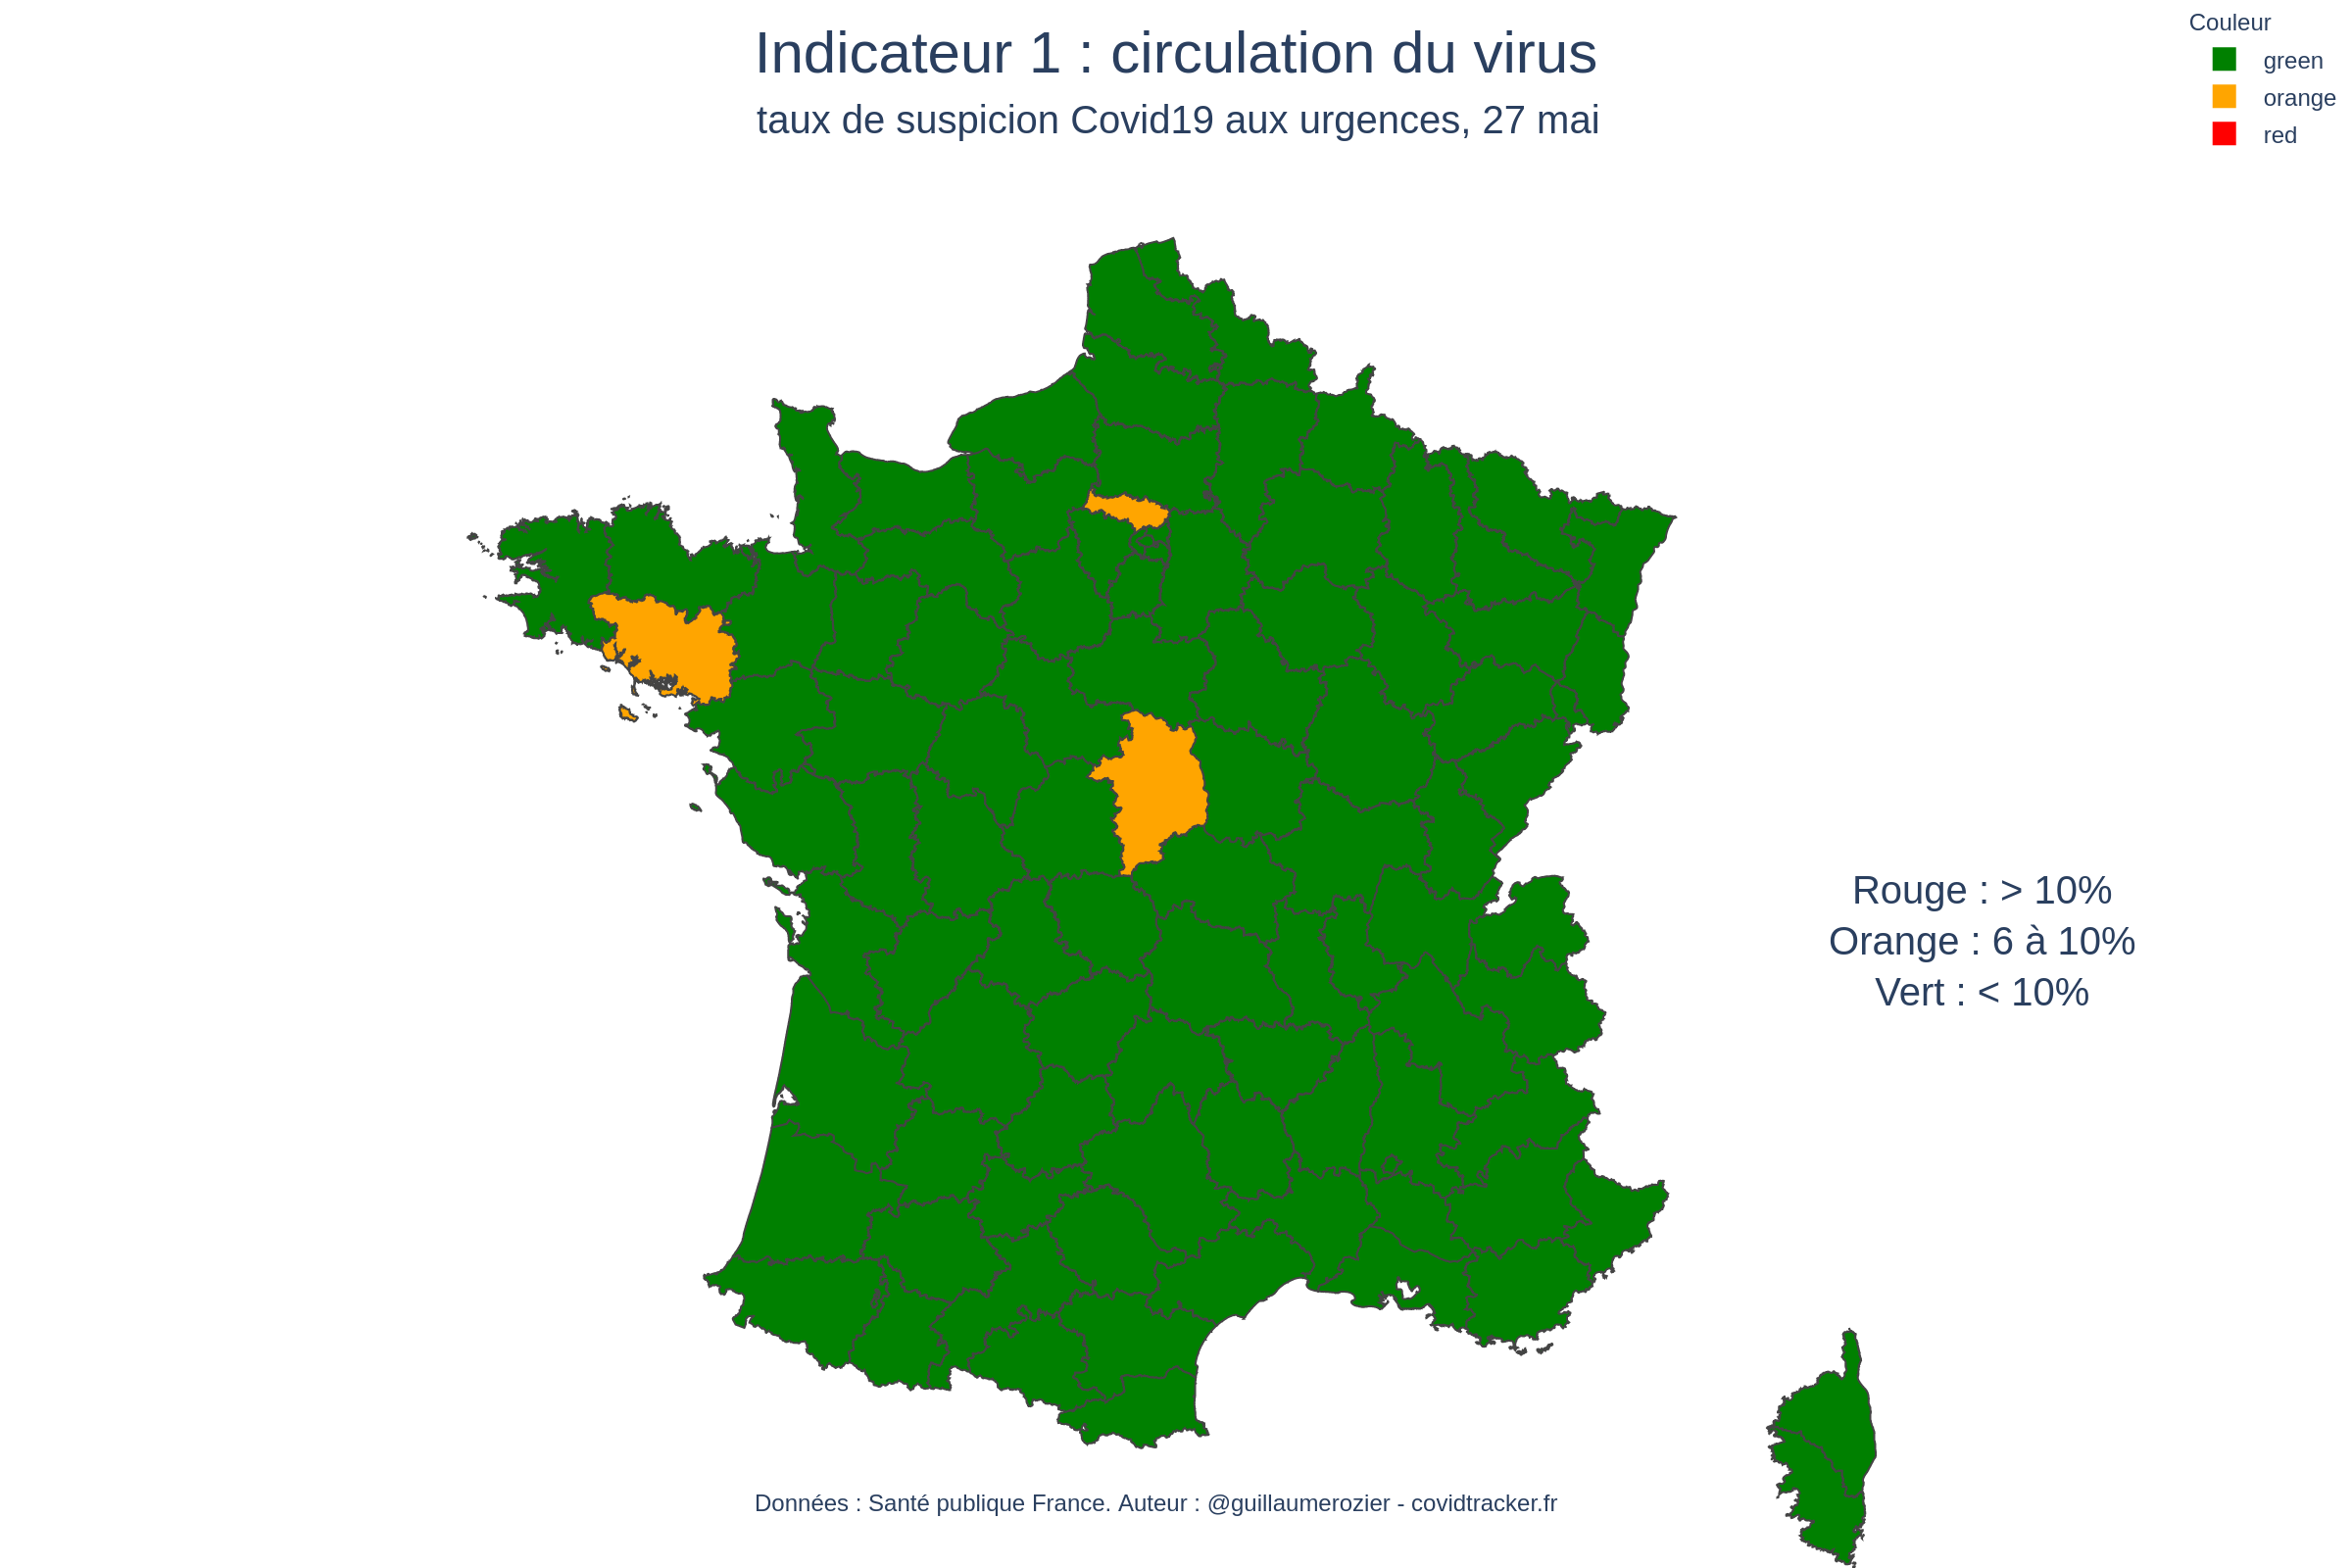 Indicateur 1 : circulation du virus
taux de suspicion Covid19 aux urgences, 27 mai
Couleur
green
orange
red
Rouge : > 10%
Orange : 6 à 10%
Vert : < 10%
Données : Santé publique France. Auteur : @guillaumerozier - covidtracker.fr